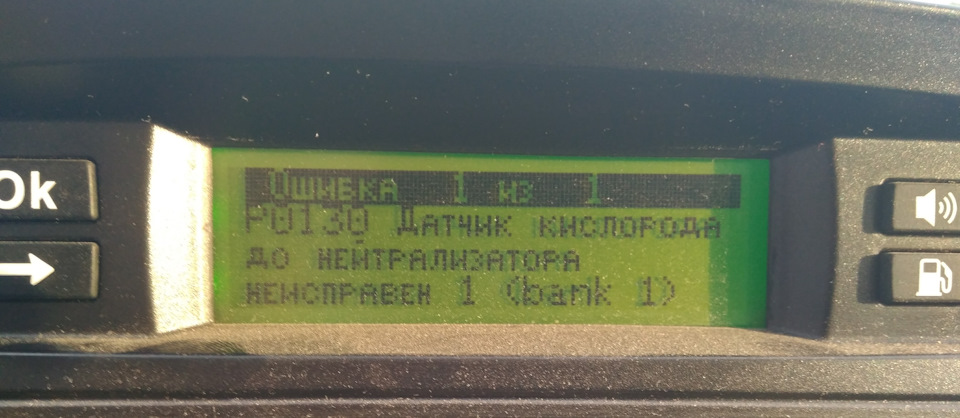 Ok
Ошибка 1 из 1
P0130 Датчик кислорода
до нейтрализатора
неисправен 1 (bank 1)